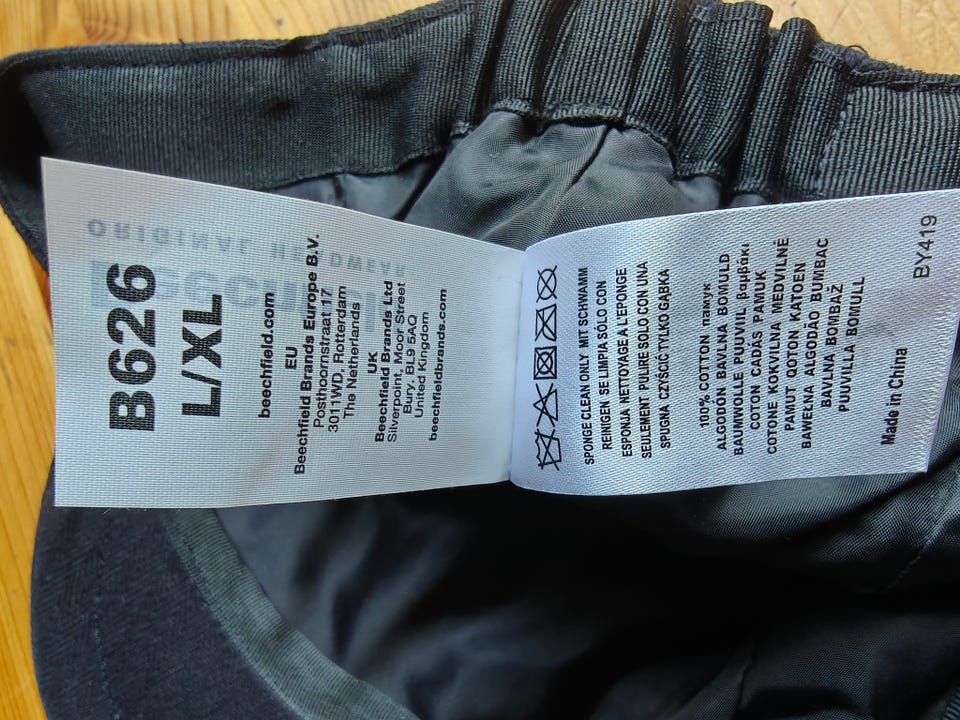 B626
L/XL
beechfield.com
EU
Beechfield Brands Europe B.V.
Posthoornstraat 17
3011WD, Rotterdam
The Netherlands
UK
Beechfield Brands Ltd
Silverpoint, Moor Street
Bury, BL9 5AQ
United Kingdom
beechfieldbrands.com
ORIGINAL HEADWEAR
SPONGE CLEAN ONLY MIT SCHWAMM
REINIGEN SE LIMPIA SÓLO CON
ESPONJA NETTOYAGE A L'EPONGE
SEULEMENT PULIRE SOLO CON UNA
SPUGNA CZYŚCIĆ TYLKO GĄBKĄ
100% COTTON памук
ALGODÓN BAVLNA BOMULD
BAUMWOLLE PUUVIIL βαμβάκι
COTON CADÁS PAMUK
COTONE KOKVILNA MEDVILNĖ
PAMUT QOTON KATOEN
BAWEŁNA ALGODÃO BUMBAC
BAVLNA BOMBAŽ
PUUVILLA BOMULL
Made in China
BY419